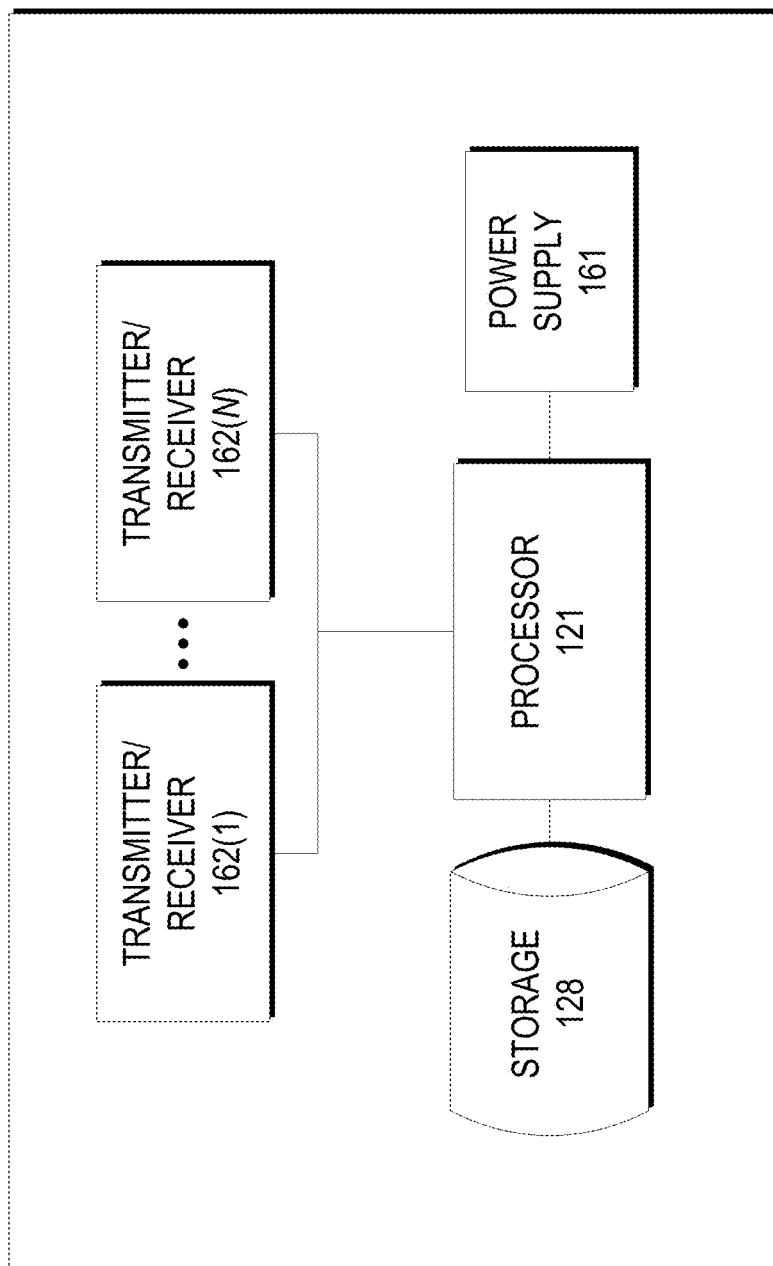 TRANSMITTER/
RECEIVER
162(1)
•••
TRANSMITTER/
RECEIVER
162(N)
STORAGE
128
PROCESSOR
121
POWER
SUPPLY
161